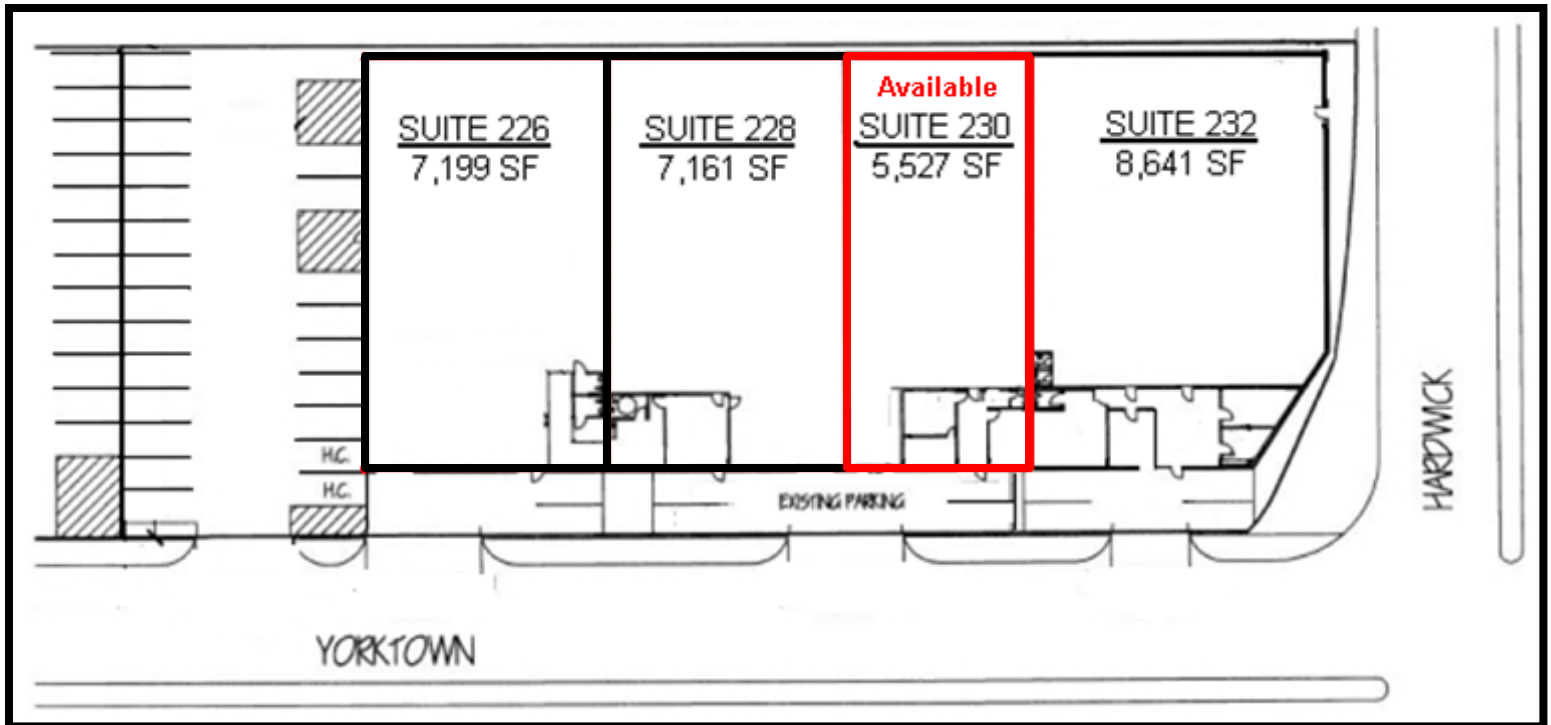 Available
SUITE 226
7,199 SF
SUITE 228
7,161 SF
SUITE 230
5,527 SF
SUITE 232
8,641 SF
H.C.
H.C.
EXISTING PARKING
HARDWICK
YORKTOWN